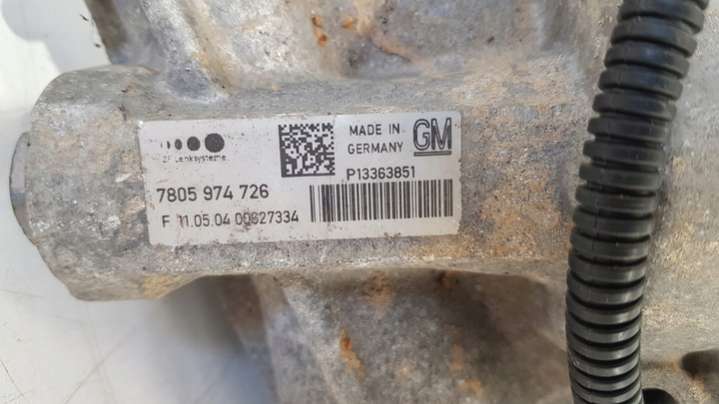 ZF Lenksysteme
MADE IN
GERMANY
GM
P13363851
7805 974 726
F 11.05.04 00827334